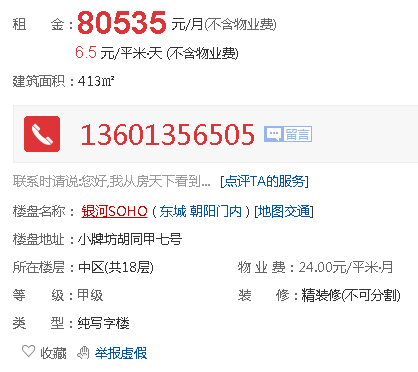 租 金：80535 元/月(不含物业费)
6.5 元/平米·天 (不含物业费)
建筑面积：413㎡
13601356505 留言
联系时请说:您好,我从房天下看到... [点评TA的服务]
楼盘名称： 银河SOHO ( 东城 朝阳门内 ) [地图交通]
楼盘地址：小牌坊胡同甲七号
所在楼层：中区(共18层) 物 业 费：24.00元/平米·月
等 级：甲级 装 修：精装修(不可分割)
类 型：纯写字楼
收藏 举报虚假